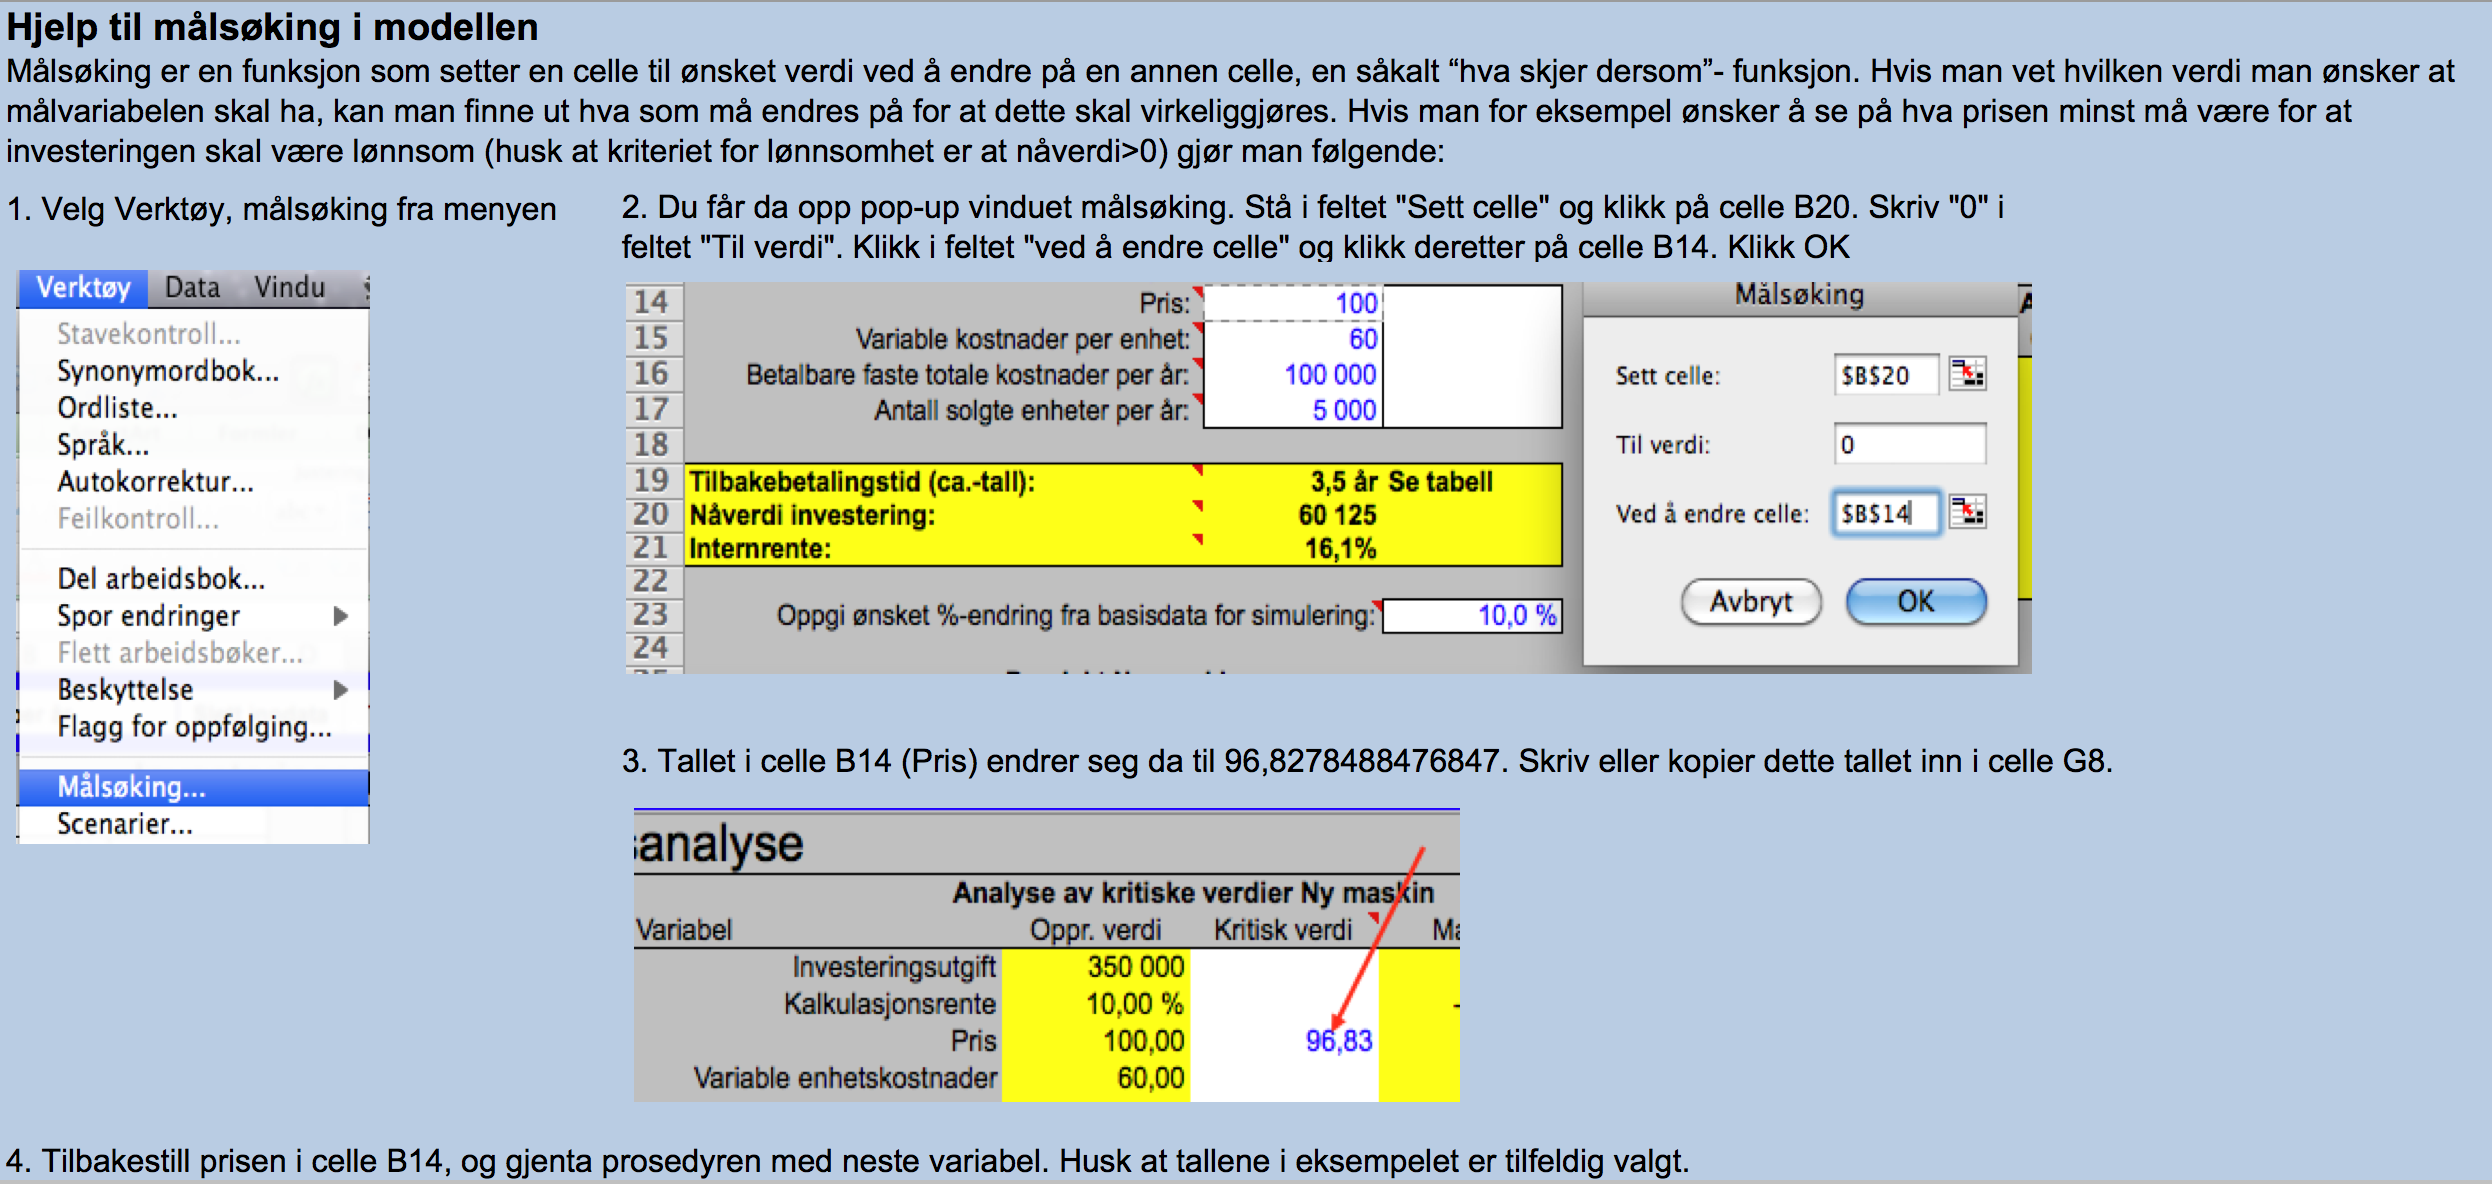 Hjelp til målsøking i modellen
Målsøking er en funksjon som setter en celle til ønsket verdi ved å endre på en annen celle, en såkalt “hva skjer dersom”- funksjon. Hvis man vet hvilken verdi man ønsker at
målvariabelen skal ha, kan man finne ut hva som må endres på for at dette skal virkeliggjøres. Hvis man for eksempel ønsker å se på hva prisen minst må være for at
investeringen skal være lønnsom (husk at kriteriet for lønnsomhet er at nåverdi>0) gjør man følgende:
1. Velg Verktøy, målsøking fra menyen
Verktøy Data Vindu
Stavekontroll...
Synonymordbok...
Ordliste...
Språk...
Autokorrektur...
Feilkontroll...
Del arbeidsbok...
Spor endringer
Flett arbeidsbøker...
Beskyttelse
Flagg for oppfølging...
Målsøking...
Scenarier...
2. Du får da opp pop-up vinduet målsøking. Stå i feltet "Sett celle" og klikk på celle B20. Skriv "0" i
feltet "Til verdi". Klikk i feltet "ved å endre celle" og klikk deretter på celle B14. Klikk OK
14 Pris: 100
15 Variable kostnader per enhet: 60
16 Betalbare faste totale kostnader per år: 100 000
17 Antall solgte enheter per år: 5 000
18
19 Tilbakebetalingstid (ca.-tall): 3,5 år Se tabell
20 Nåverdi investering: 60 125
21 Internrente: 16,1%
22
23 Oppgi ønsket %-endring fra basisdata for simulering: 10,0 %
24
Målsøking
Sett celle: $B$20
Til verdi: 0
Ved å endre celle: $B$14
Avbryt OK
3. Tallet i celle B14 (Pris) endrer seg da til 96,8278488476847. Skriv eller kopier dette tallet inn i celle G8.
analyse
Analyse av kritiske verdier Ny maskin
Variabel Oppr. verdi Kritisk verdi
Investeringsutgift 350 000
Kalkulasjonsrente 10,00 %
Pris 100,00 96,83
Variable enhetskostnader 60,00
4. Tilbakestill prisen i celle B14, og gjenta prosedyren med neste variabel. Husk at tallene i eksempelet er tilfeldig valgt.